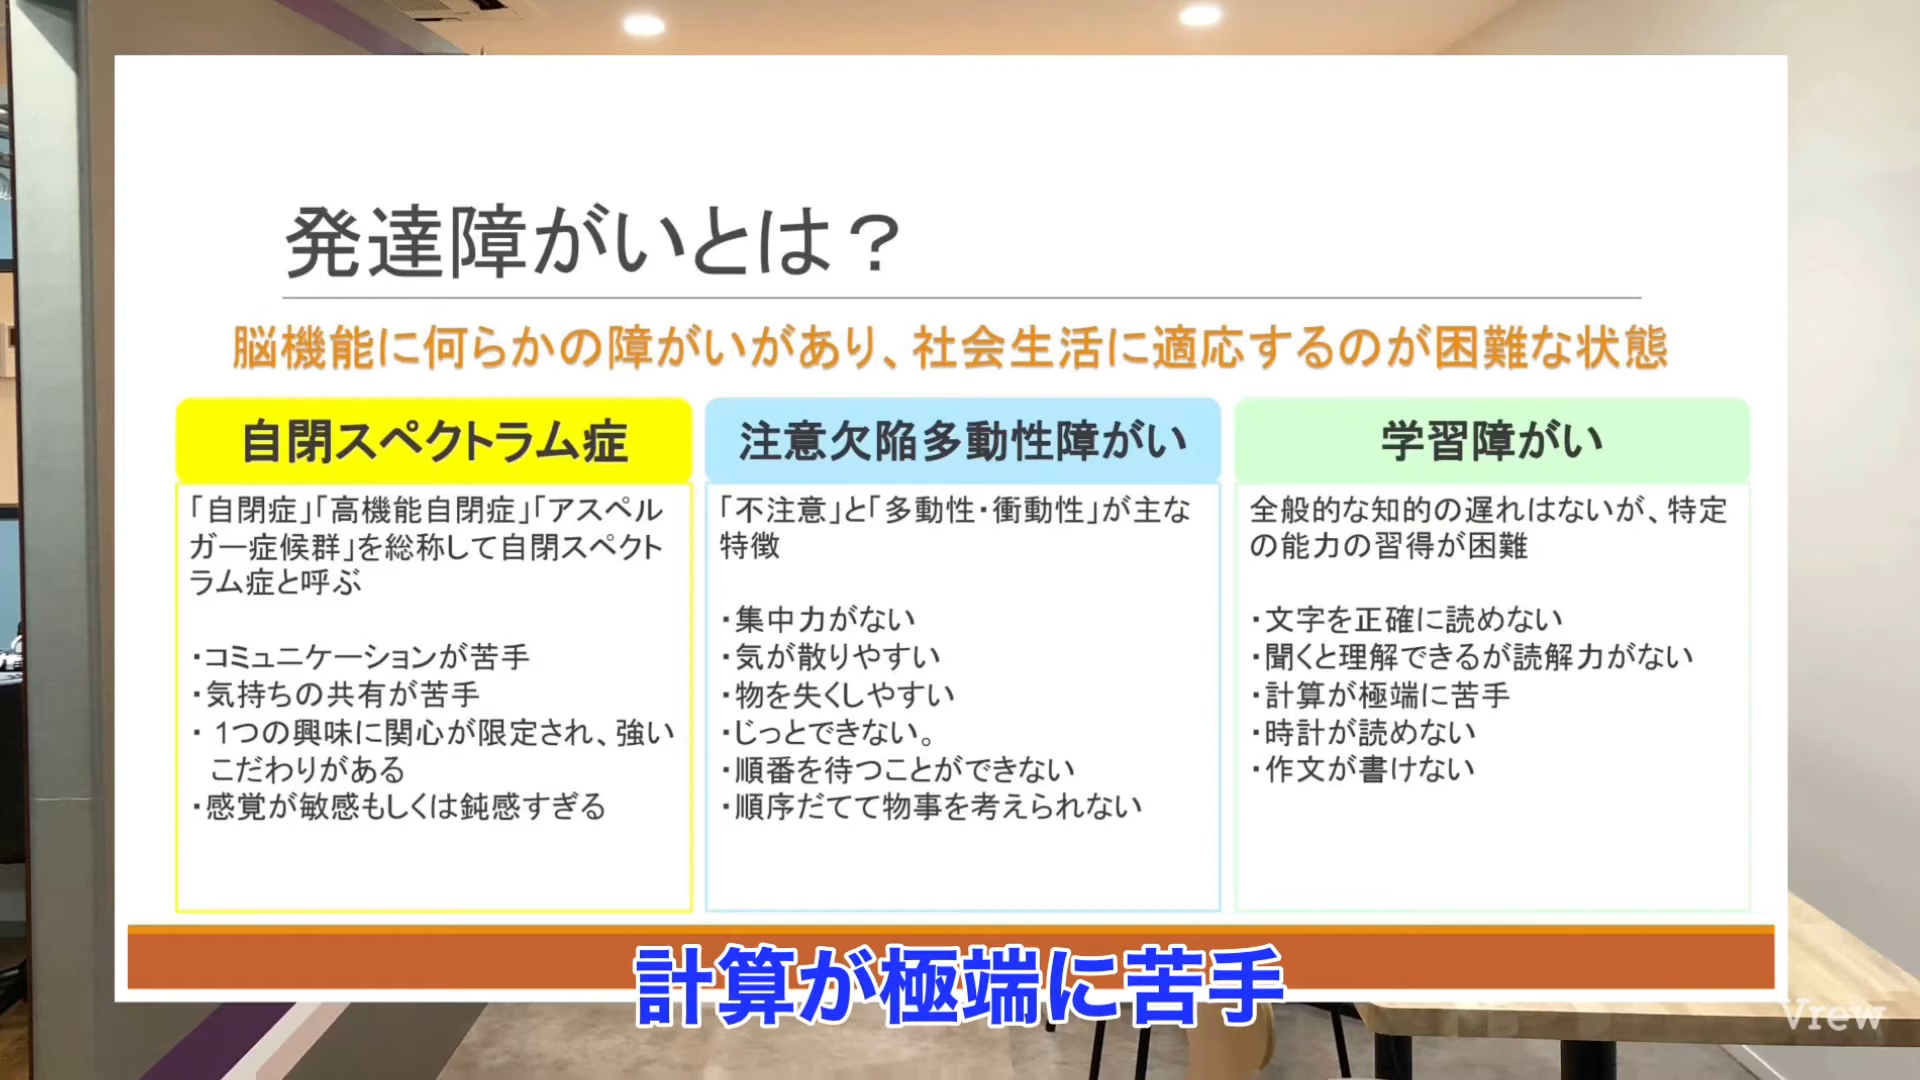 発達障がいとは？
脳機能に何らかの障がいがあり、社会生活に適応するのが困難な状態
自閉スペクトラム症
「自閉症」「高機能自閉症」「アスペル
ガー症候群」を総称して自閉スペクト
ラム症と呼ぶ
・コミュニケーションが苦手
・気持ちの共有が苦手
・ 1つの興味に関心が限定され、強い
こだわりがある
・感覚が敏感もしくは鈍感すぎる
注意欠陥多動性障がい
「不注意」と「多動性・衝動性」が主な
特徴
・集中力がない
・気が散りやすい
・物を失くしやすい
・じっとできない。
・順番を待つことができない
・順序だてて物事を考えられない
学習障がい
全般的な知的の遅れはないが、特定
の能力の習得が困難
・文字を正確に読めない
・聞くと理解できるが読解力がない
・計算が極端に苦手
・時計が読めない
・作文が書けない
計算が極端に苦手
Vrew